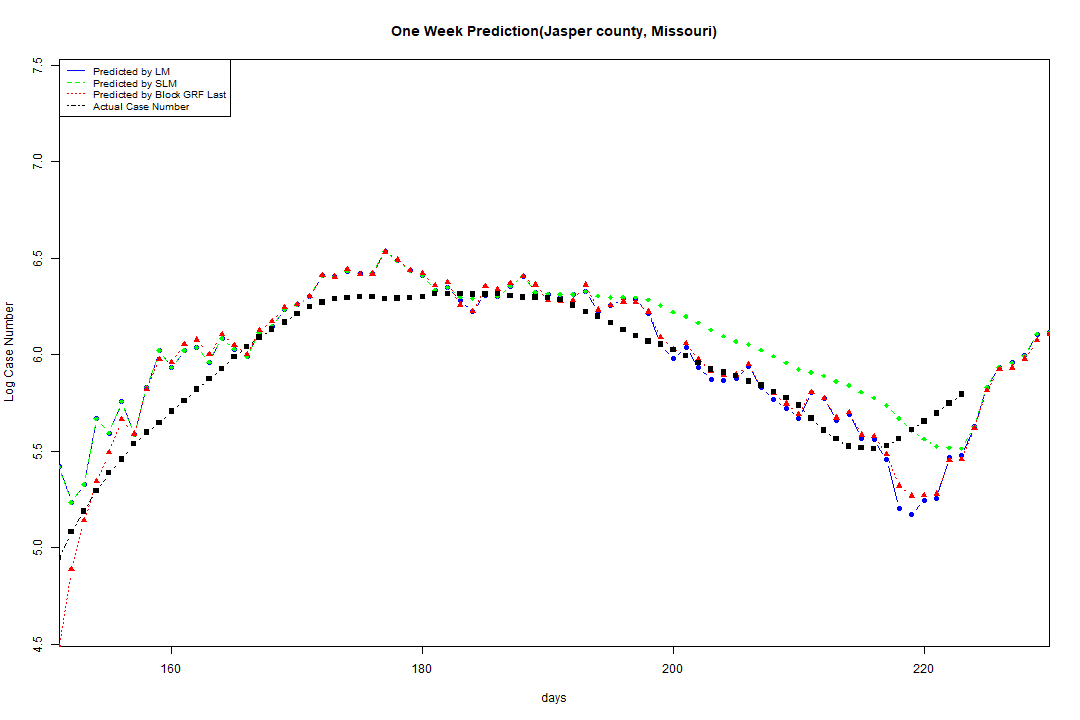 One Week Prediction(Jasper county, Missouri)
Predicted by LM
Predicted by SLM
Predicted by Block GRF Last
Actual Case Number
7.5
7.0
6.5
6.0
5.5
5.0
4.5
Log Case Number
160
180
200
220
days